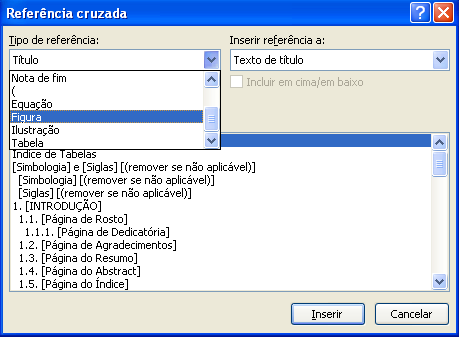 Referência cruzada
Tipo de referência:
Inserir referência a:
Título
Texto de título
Incluir em cima/em baixo
Nota de fim
(
Equação
Figura
Ilustração
Tabela
Índice de Tabelas
[Simbologia] e [Siglas] [(remover se não aplicável)]
[Simbologia] [(remover se não aplicável)]
[Siglas] [(remover se não aplicável)]
1. [INTRODUÇÃO]
1.1. [Página de Rosto]
1.1.1. [Página de Dedicatória]
1.2. [Página de Agradecimentos]
1.3. [Página do Resumo]
1.4. [Página do Abstract]
1.5. [Página do Índice]
Inserir
Cancelar